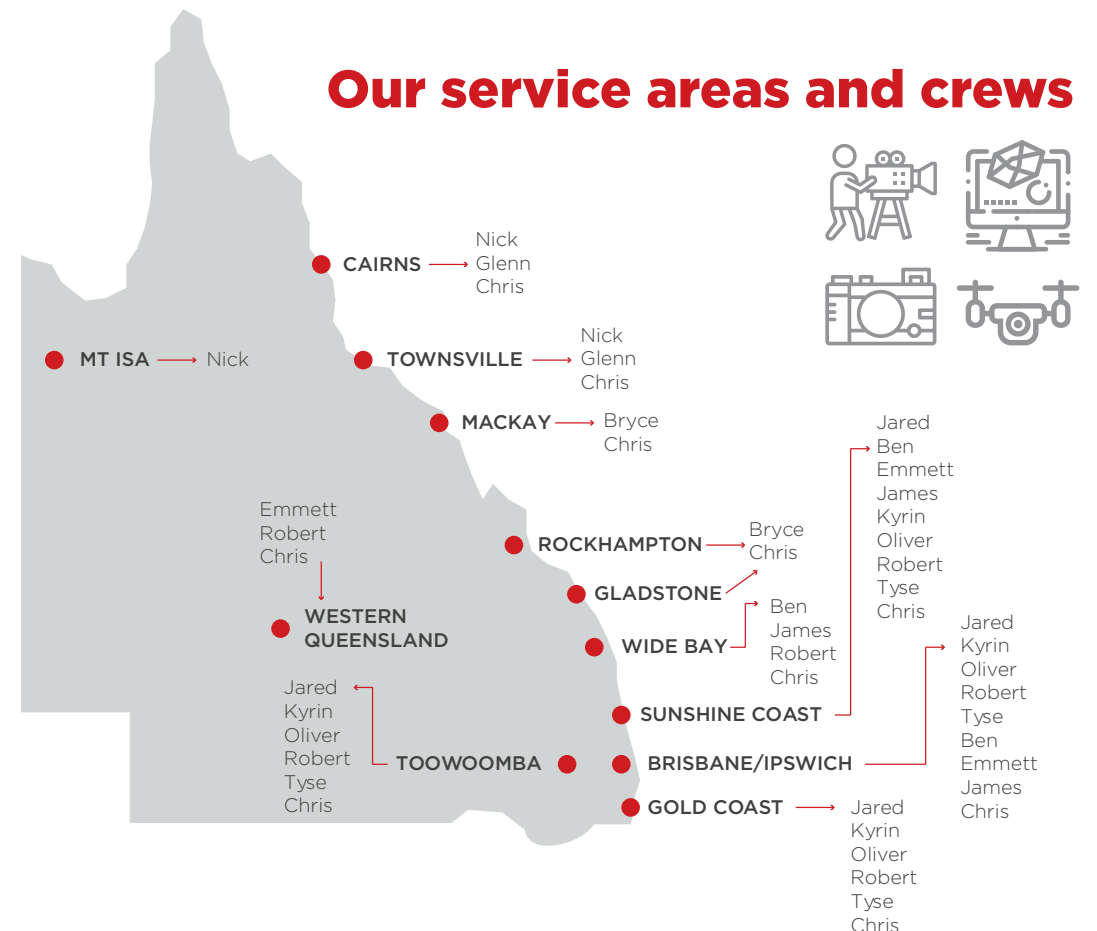 Our service areas and crews
CAIRNS
Nick
Glenn
Chris
MT ISA
Nick
TOWNSVILLE
Nick
Glenn
Chris
MACKAY
Bryce
Chris
Emmett
Robert
Chris
WESTERN
QUEENSLAND
ROCKHAMPTON
GLADSTONE
Bryce
Chris
WIDE BAY
Ben
James
Robert
Chris
SUNSHINE COAST
Jared
Ben
Emmett
James
Kyrin
Oliver
Robert
Tyse
Chris
TOOWOOMBA
Jared
Kyrin
Oliver
Robert
Tyse
Chris
BRISBANE/IPSWICH
Jared
Kyrin
Oliver
Robert
Tyse
Ben
Emmett
James
Chris
GOLD COAST
Jared
Kyrin
Oliver
Robert
Tyse
Chris